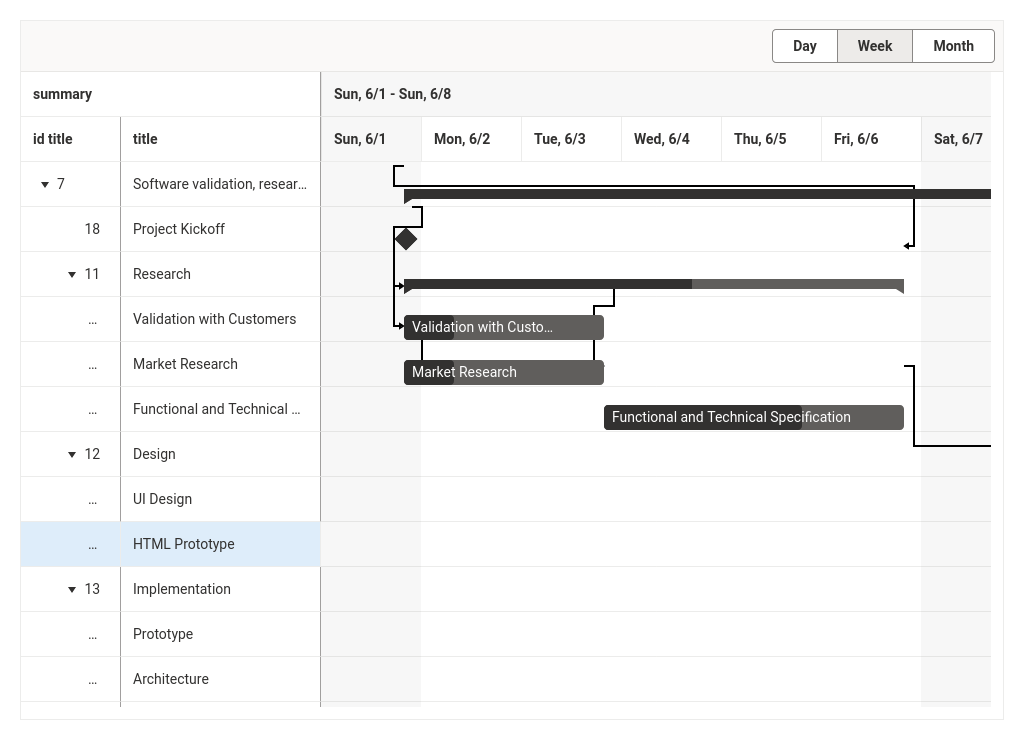 Day Week Month
summary Sun, 6/1 - Sun, 6/8
id title title Sun, 6/1 Mon, 6/2 Tue, 6/3 Wed, 6/4 Thu, 6/5 Fri, 6/6 Sat, 6/7
7 Software validation, resear…
18 Project Kickoff
11 Research
… Validation with Customers Validation with Custo…
… Market Research Market Research
… Functional and Technical … Functional and Technical Specification
12 Design
… UI Design
… HTML Prototype
13 Implementation
… Prototype
… Architecture